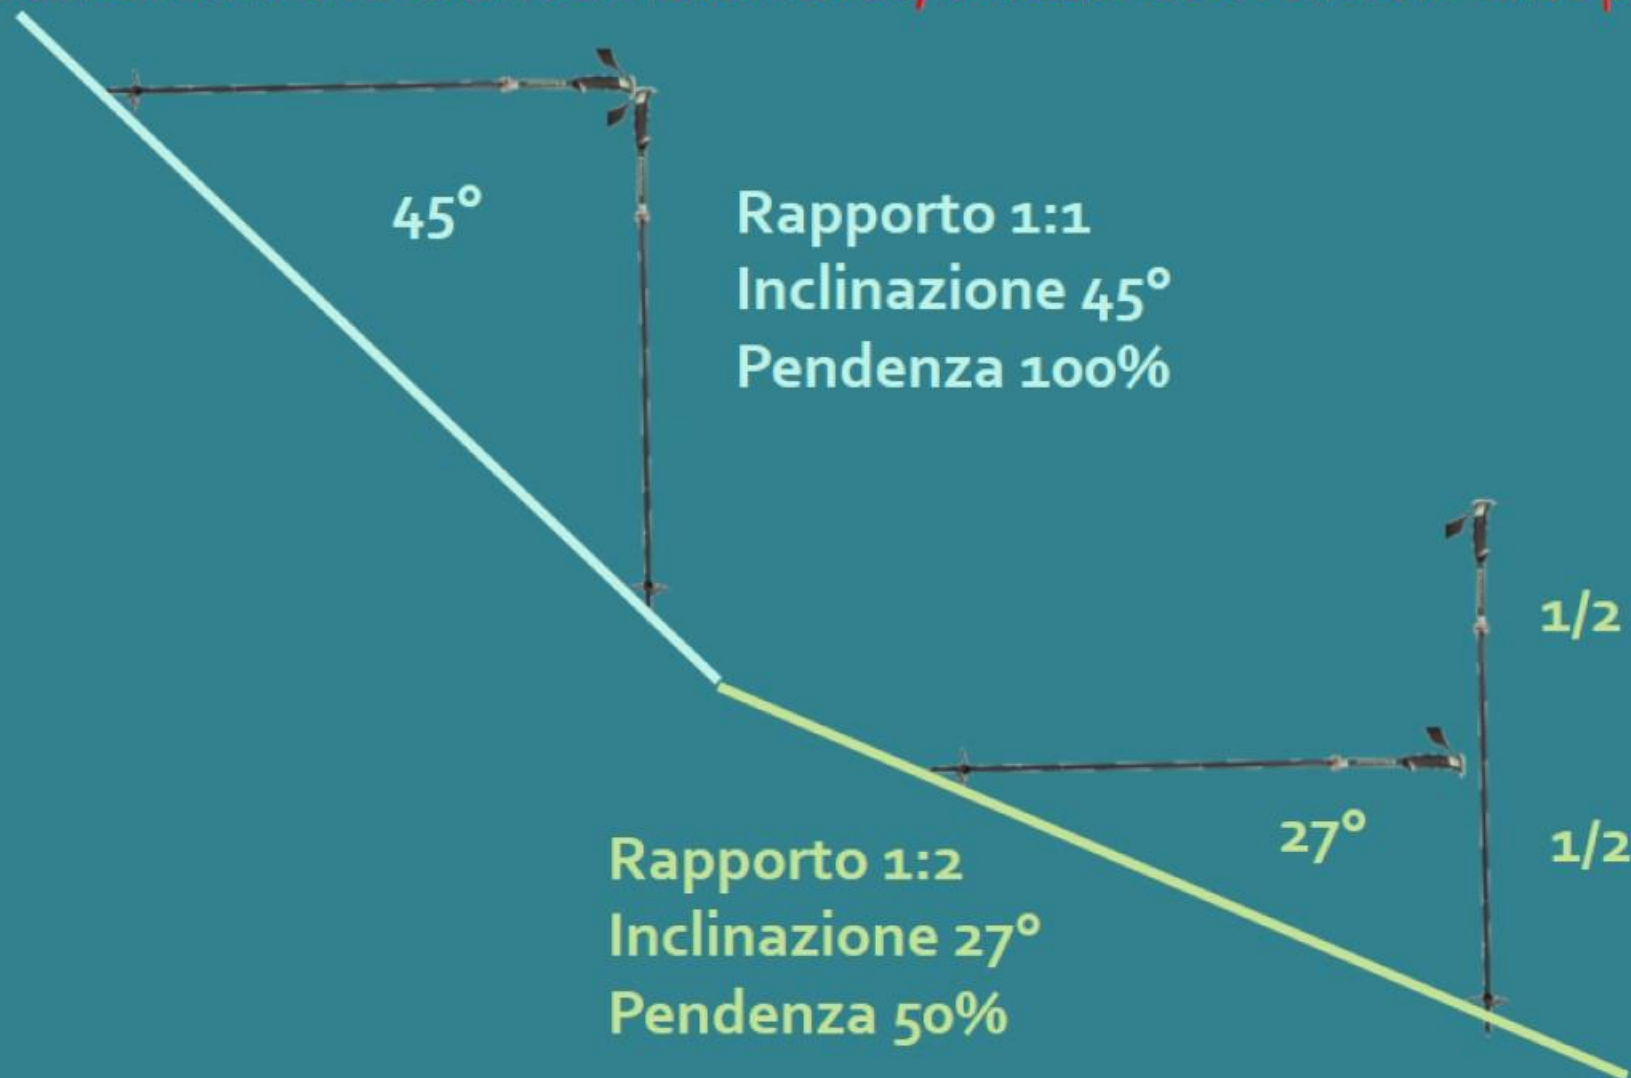 45°
Rapporto 1:1
Inclinazione 45°
Pendenza 100%
1/2
27°
1/2
Rapporto 1:2
Inclinazione 27°
Pendenza 50%